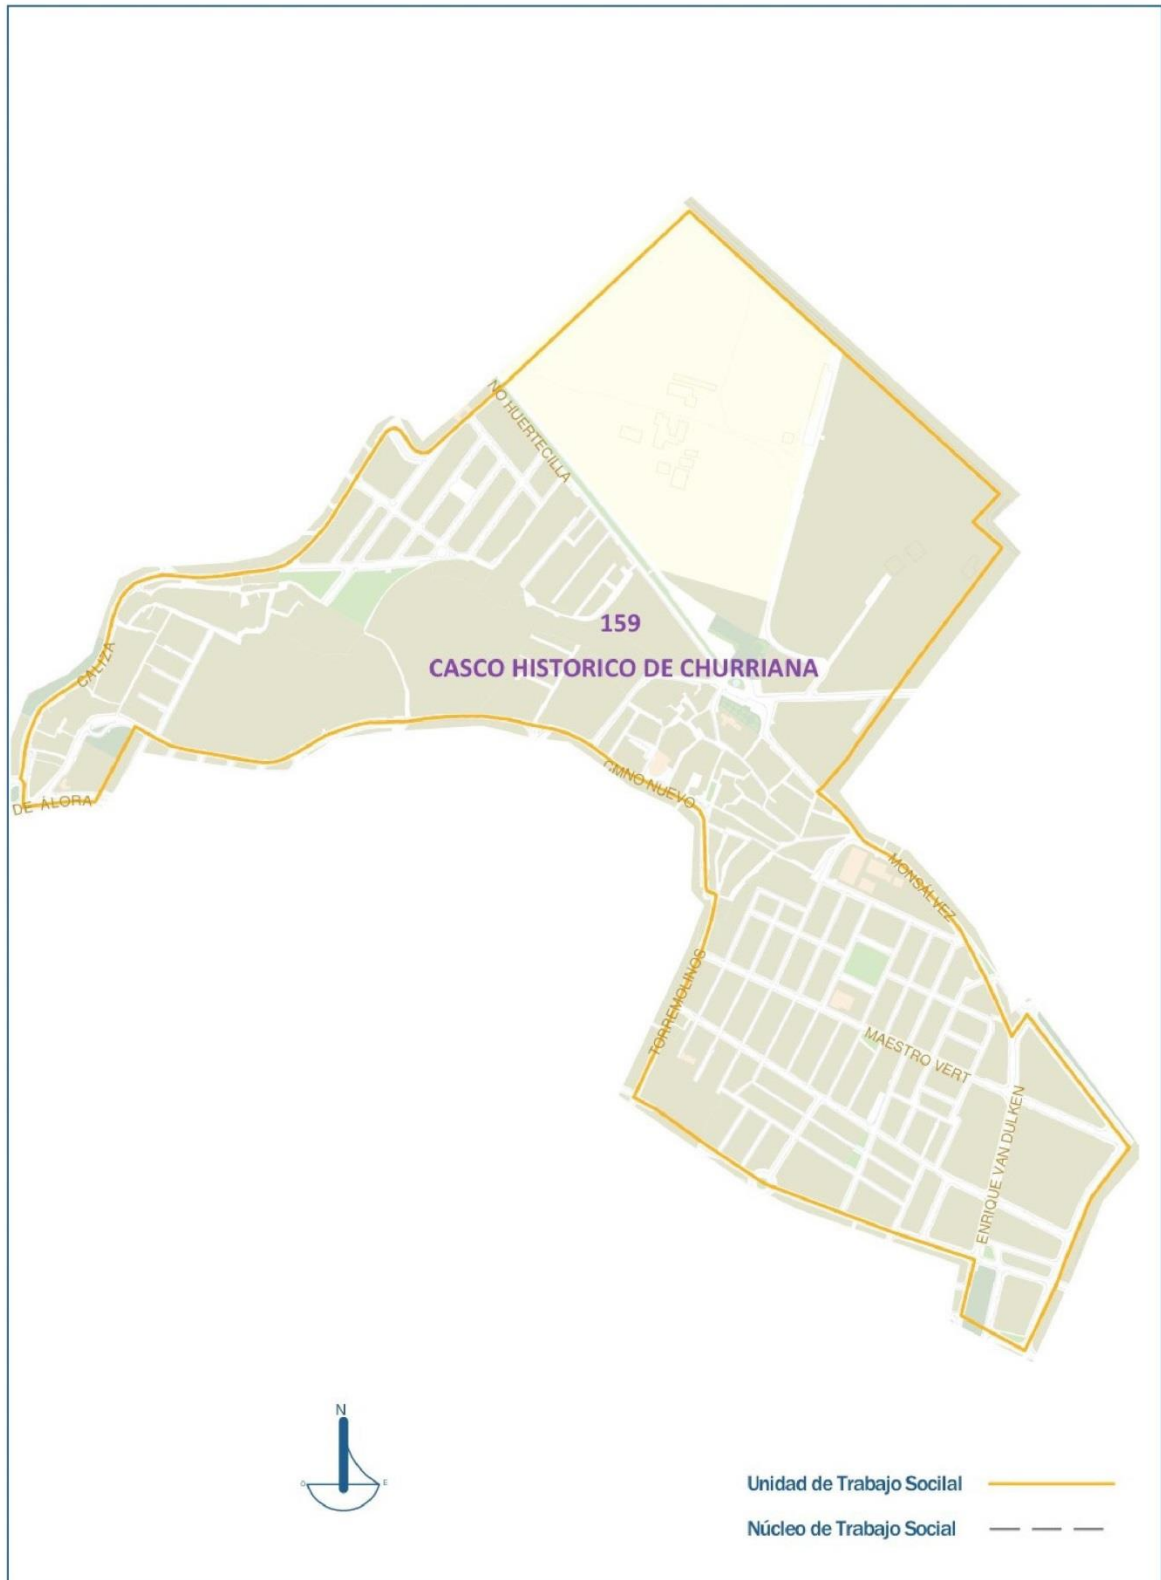 NO HUERTECILLA
159
CASCO HISTORICO DE CHURRIANA
CALIZA
DE ÁLORA
CMNO NUEVO
MONSÁLVEZ
TORREMOLINOS
MAESTRO VERT
ENRIQUE VAN DULKEN
N
O
E
Unidad de Trabajo Socilal
Núcleo de Trabajo Social